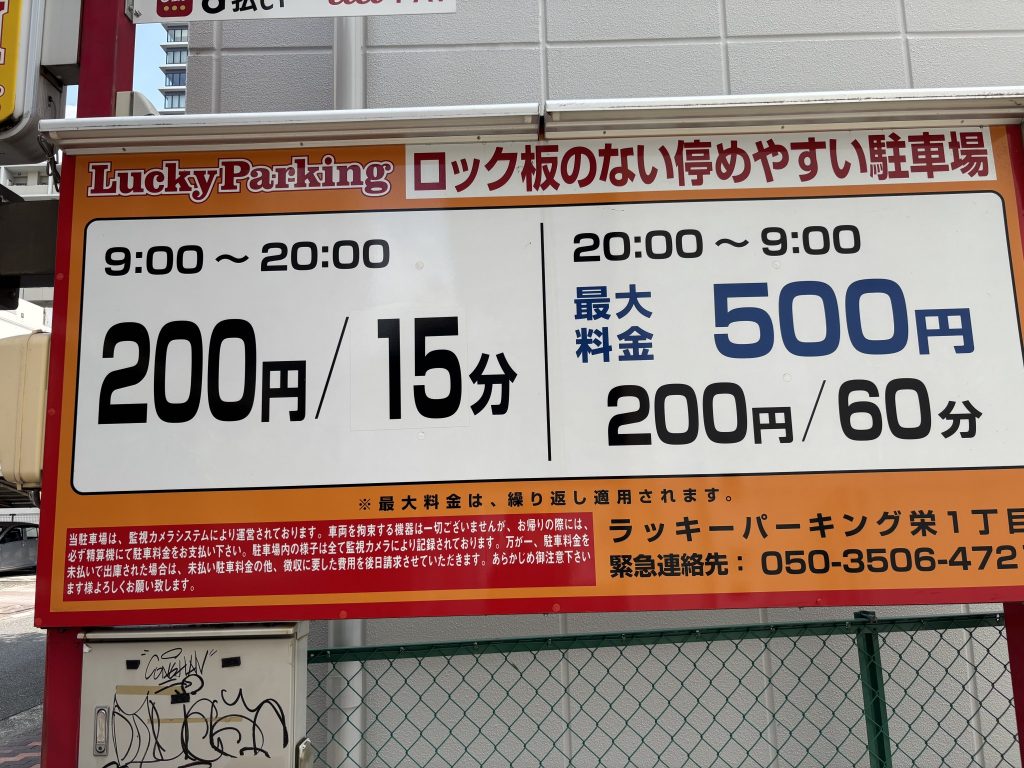 払い
LuckyParking
ロック板のない停めやすい駐車場
9:00 ～ 20:00
200円／15分
20:00 ～ 9:00
最大料金 500円
200円／60分
※最大料金は、繰り返し適用されます。
当駐車場は、監視カメラシステムにより運営されております。車両を拘束する機器は一切ございませんが、お帰りの際には、
必ず精算機にて駐車料金をお支払い下さい。駐車場内の様子は全て監視カメラにより記録されております。万が一、駐車料金を
未払いで出庫された場合は、未払い駐車料金の他、徴収に要した費用を後日請求させていただきます。あらかじめ御注意下さい
ます様よろしくお願い致します。
ラッキーパーキング栄1丁目
緊急連絡先：050-3506-472